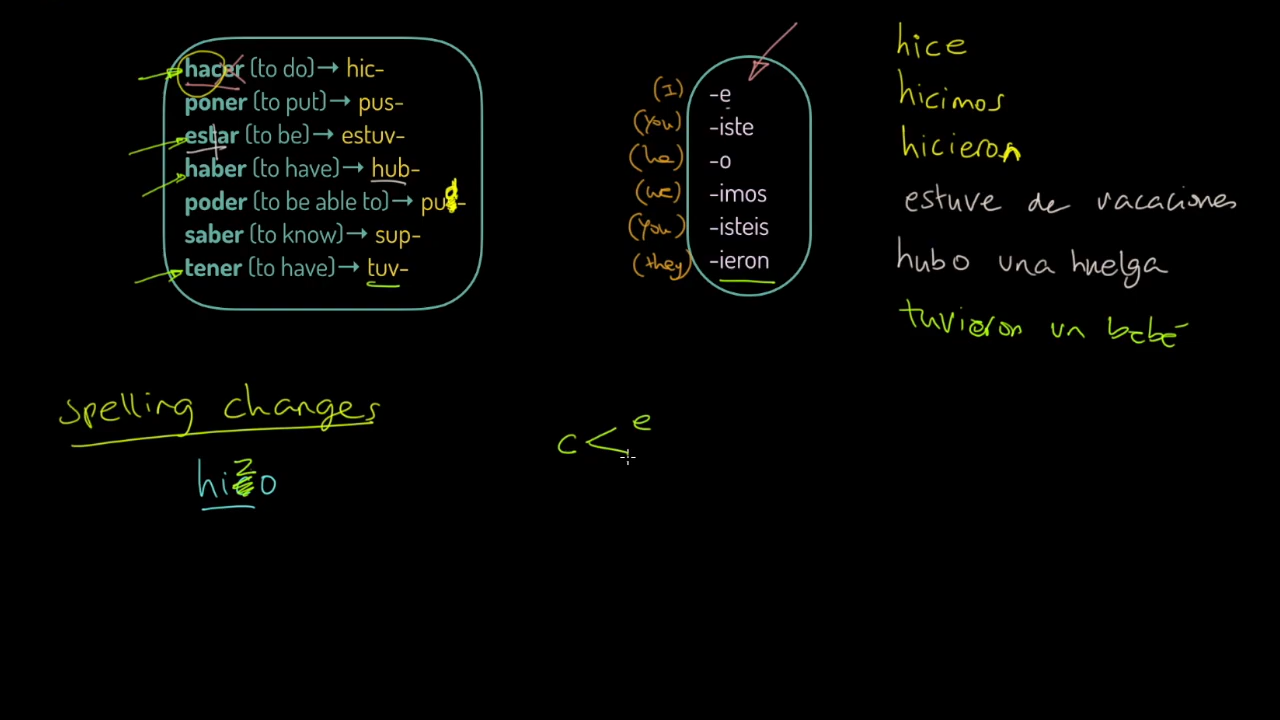 hacer (to do) → hic-
poner (to put) → pus-
estar (to be) → estuv-
haber (to have) → hub-
poder (to be able to) → pud-
saber (to know) → sup-
tener (to have) → tuv-
(I) -e
(you) -iste
(he) -o
(we) -imos
(you) -isteis
(they) -ieron
hice
hicimos
hicieron
estuve de vacaciones
hubo una huelga
tuvieron un bebé
spelling changes
hizo
c < e